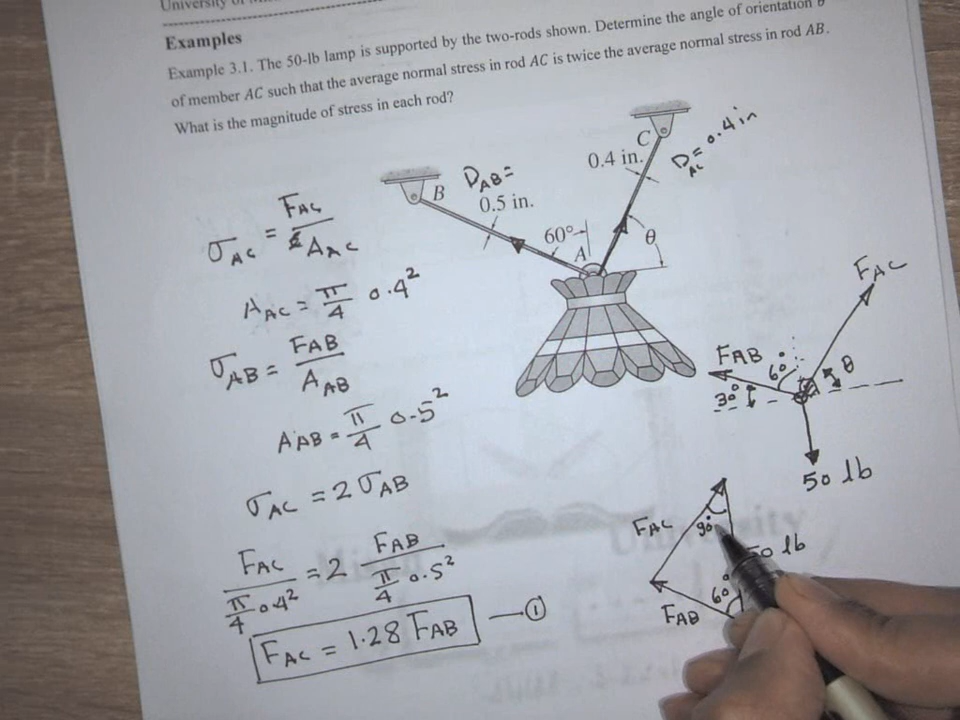 University of
Examples
Example 3.1. The 50-lb lamp is supported by the two-rods shown. Determine the angle of orientation θ
of member AC such that the average normal stress in rod AC is twice the average normal stress in rod AB.
What is the magnitude of stress in each rod?
C
0.4 in.
D_AC = 0.4 in
B
D_AB =
0.5 in.
60°
A
θ
σ_AC = F_AC / A_AC
A_AC = π/4 0.4²
σ_AB = F_AB / A_AB
A_AB = π/4 0.5²
σ_AC = 2 σ_AB
F_AC / (π/4 0.4²) = 2 F_AB / (π/4 0.5²)
F_AC = 1.28 F_AB — ①
F_AC
F_AB
60°
θ
30°
50 lb
F_AC
90°
50 lb
60°
F_AB